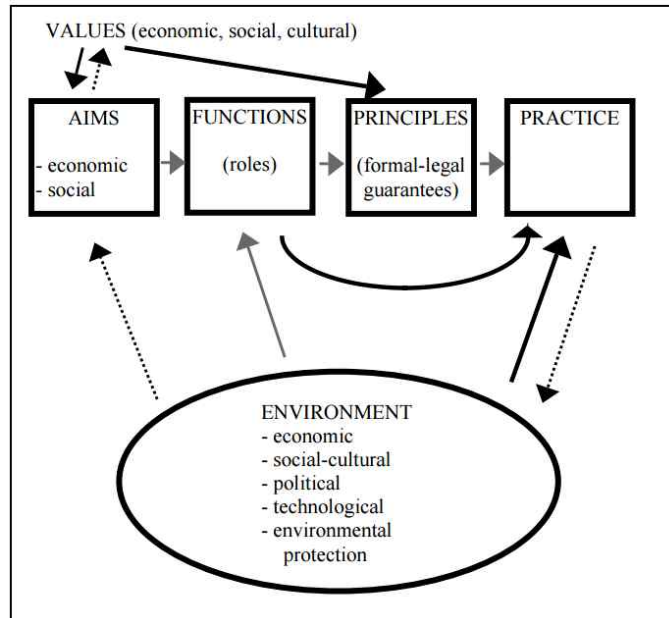 VALUES (economic, social, cultural)
AIMS
- economic
- social
FUNCTIONS
(roles)
PRINCIPLES
(formal-legal
guarantees)
PRACTICE
ENVIRONMENT
- economic
- social-cultural
- political
- technological
- environmental
protection